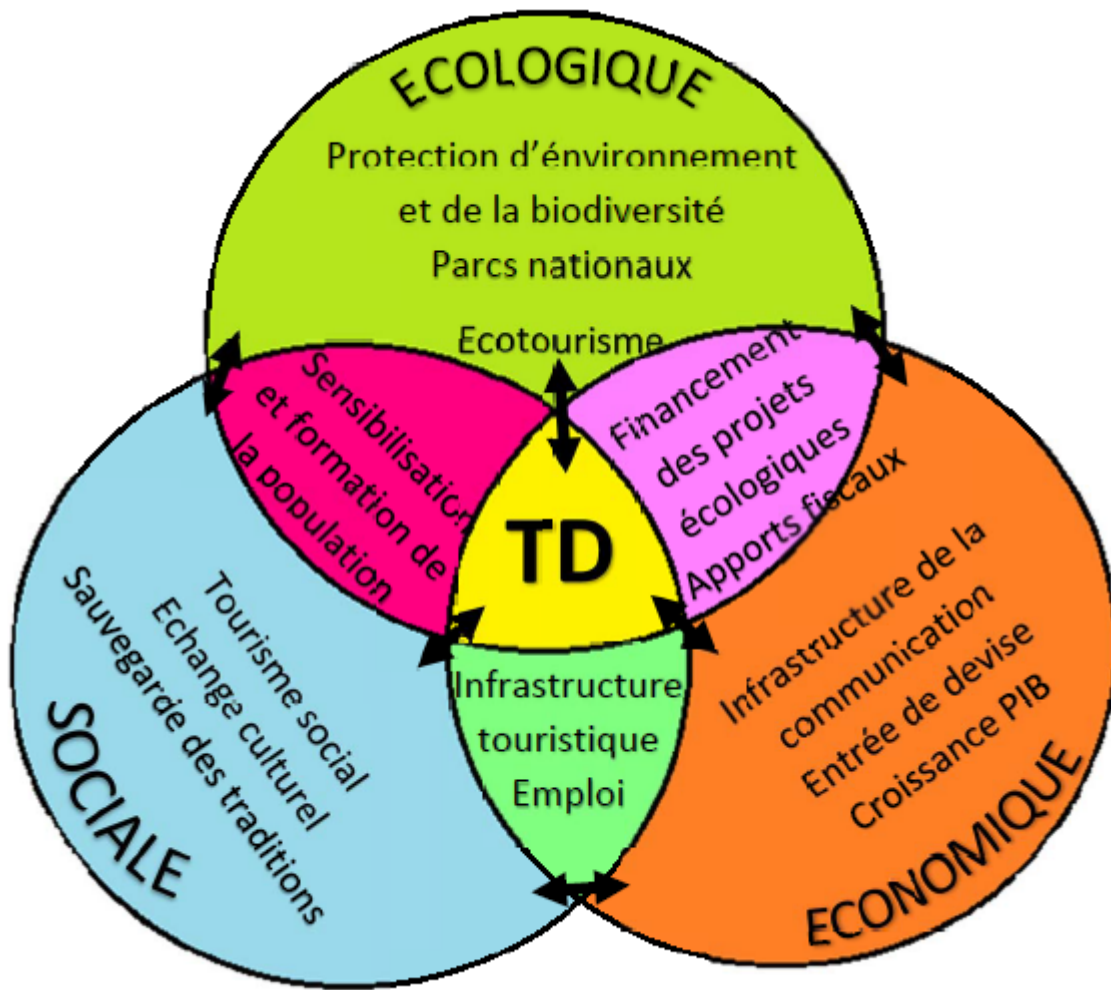 ECOLOGIQUE
Protection d'énvironnement
et de la biodiversité
Parcs nationaux
Ecotourisme
Sensibilisation
et formation de
la population
Financement
des projets
écologiques
Apports fiscaux
TD
Infrastructure
touristique
Emploi
Tourisme social
Echange culturel
Sauvegarde des traditions
SOCIALE
Infrastructure de la
communication
Entrée de devise
Croissance PIB
ECONOMIQUE